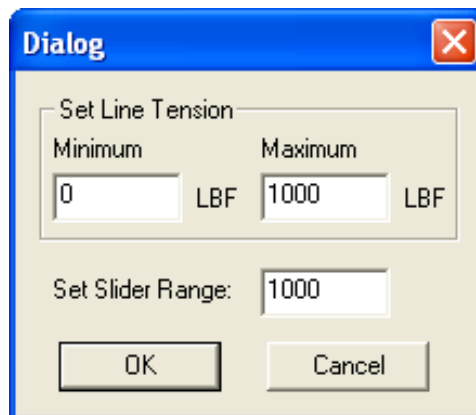 Dialog
Set Line Tension
Minimum Maximum
0 LBF 1000 LBF
Set Slider Range: 1000
OK Cancel